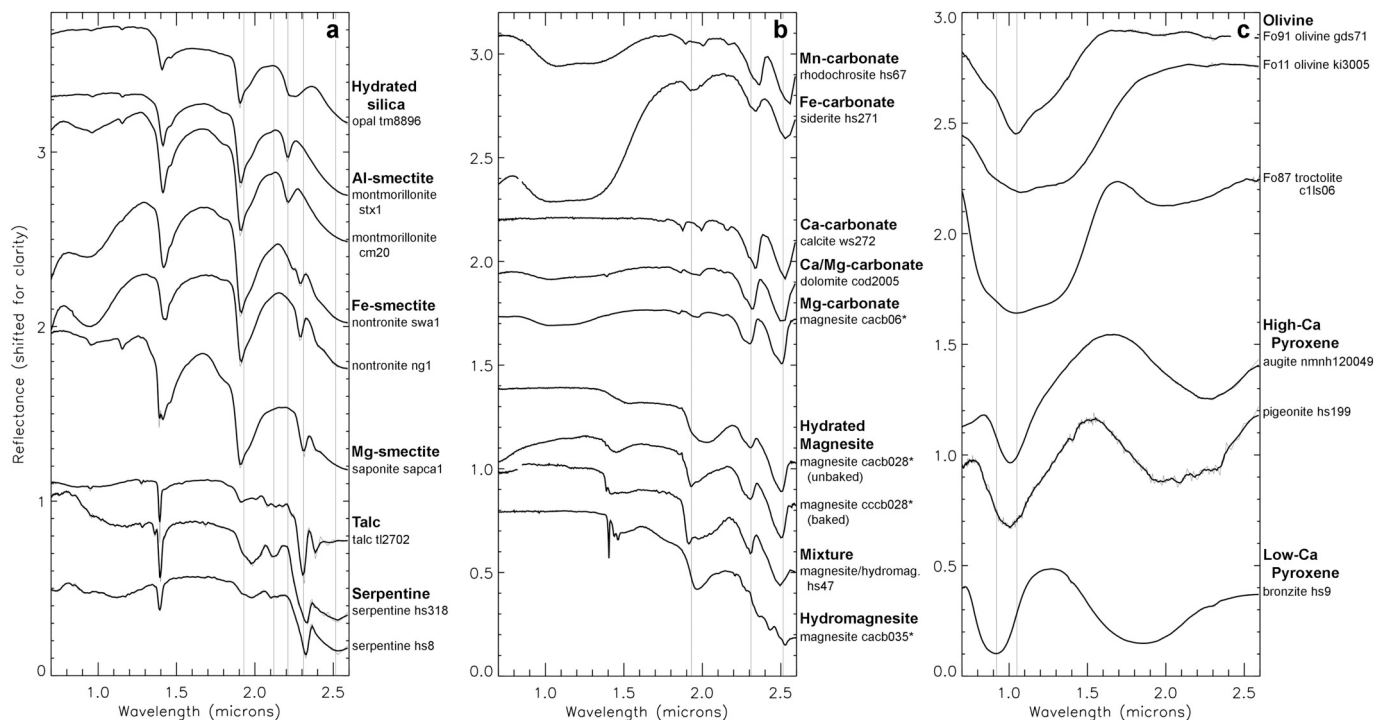 a
Hydrated
silica
opal tm8896
Al-smectite
montmorillonite
stx1
montmorillonite
cm20
Fe-smectite
nontronite swa1
nontronite ng1
Mg-smectite
saponite sapca1
Talc
talc tl2702
Serpentine
serpentine hs318
serpentine hs8
3
2
1
0
Reflectance (shifted for clarity)
1.0 1.5 2.0 2.5
Wavelength (microns)
b
Mn-carbonate
rhodochrosite hs67
Fe-carbonate
siderite hs271
Ca-carbonate
calcite ws272
Ca/Mg-carbonate
dolomite cod2005
Mg-carbonate
magnesite cacb06*
Hydrated
Magnesite
magnesite cacb028*
(unbaked)
magnesite cccb028*
(baked)
Mixture
magnesite/hydromag.
hs47
Hydromagnesite
magnesite cacb035*
3.0
2.5
2.0
1.5
1.0
0.5
0.0
1.0 1.5 2.0 2.5
Wavelength (microns)
c
Olivine
Fo91 olivine gds71
Fo11 olivine ki3005
Fo87 troctolite
c1ls06
High-Ca
Pyroxene
augite nmnh120049
pigeonite hs199
Low-Ca
Pyroxene
bronzite hs9
3.0
2.5
2.0
1.5
1.0
0.5
0.0
1.0 1.5 2.0 2.5
Wavelength (microns)